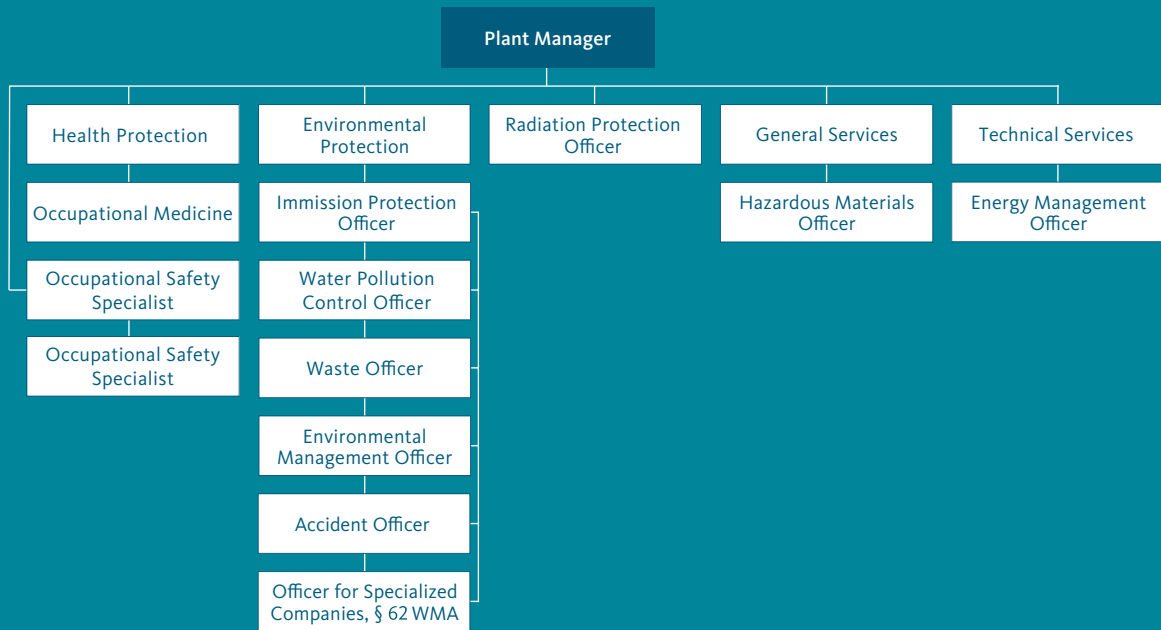 Plant Manager
Health Protection
Environmental
Protection
Radiation Protection
Officer
General Services
Technical Services
Occupational Medicine
Immission Protection
Officer
Hazardous Materials
Officer
Energy Management
Officer
Occupational Safety
Specialist
Water Pollution
Control Officer
Occupational Safety
Specialist
Waste Officer
Environmental
Management Officer
Accident Officer
Officer for Specialized
Companies, § 62 WMA